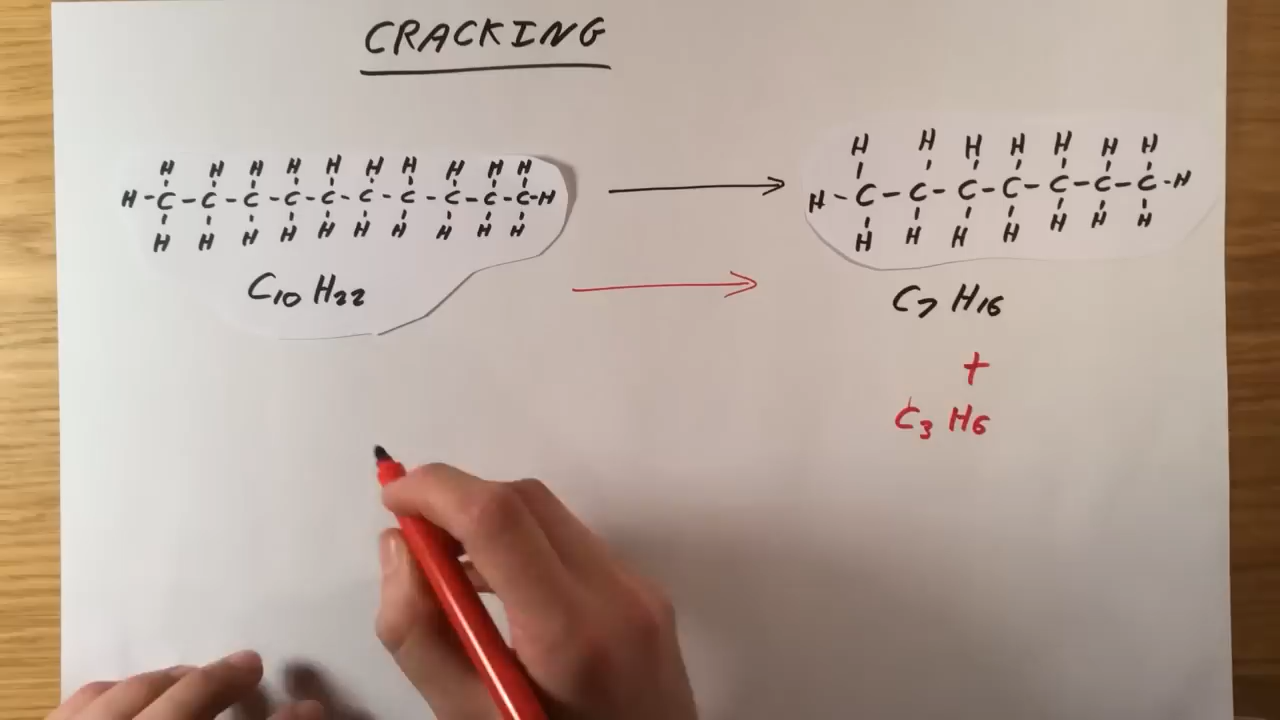 CRACKING
H H H H H H H H H H
H-C-C-C-C-C-C-C-C-C-C-H
H H H H H H H H H H
C10 H22
H H H H H H H
H-C-C-C-C-C-C-C-H
H H H H H H H
C7 H16
+
C3 H6